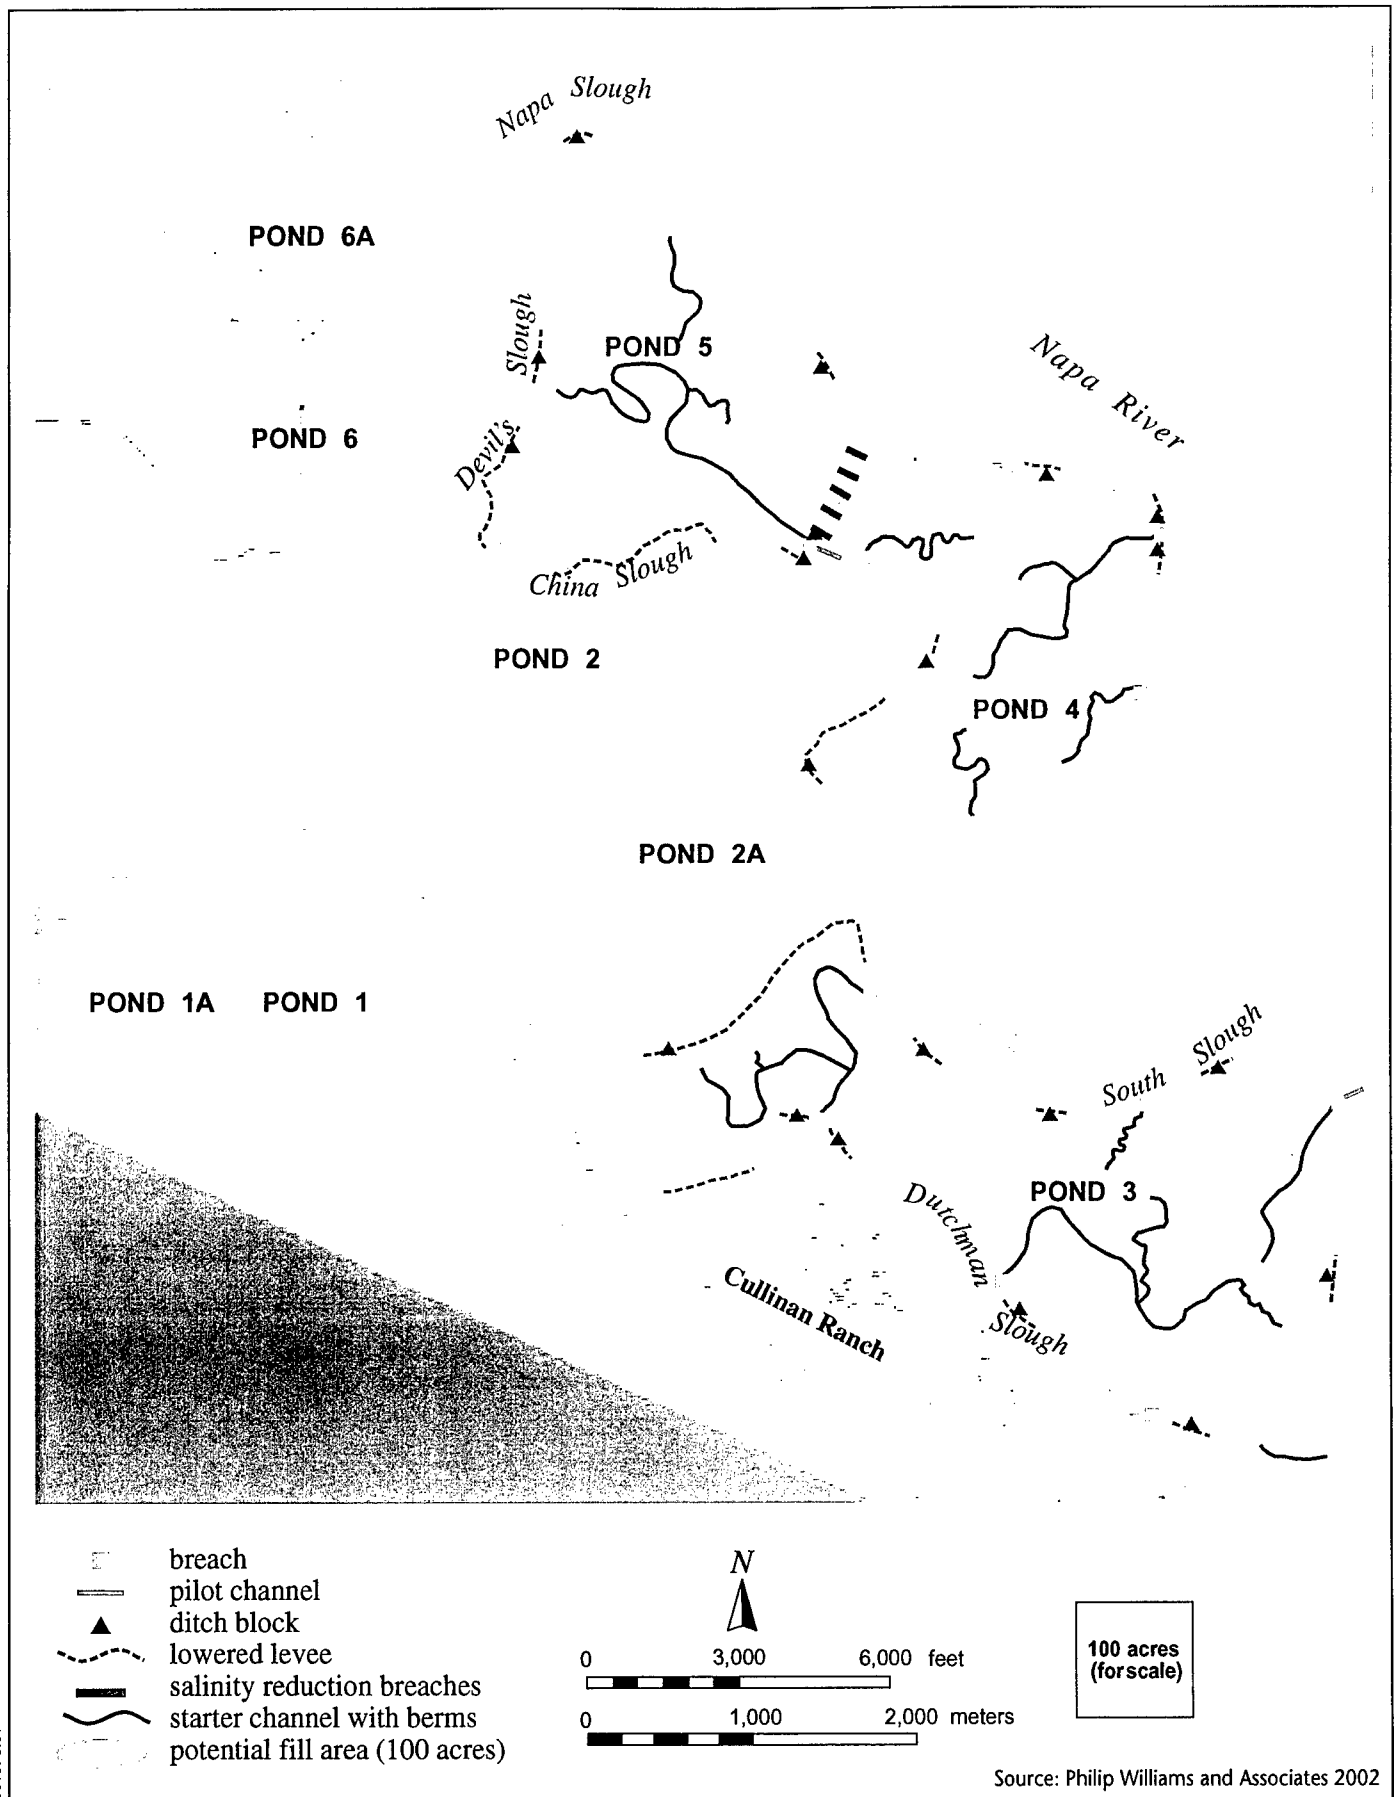 Napa Slough
POND 6A
Slough
POND 5
Napa River
POND 6
Devil's
China Slough
POND 2
POND 4
POND 2A
POND 1A
POND 1
South Slough
POND 3
Dutchman Slough
Cullinan Ranch
breach
pilot channel
ditch block
lowered levee
salinity reduction breaches
starter channel with berms
potential fill area (100 acres)
N
0 3,000 6,000 feet
0 1,000 2,000 meters
100 acres
(for scale)
Source: Philip Williams and Associates 2002